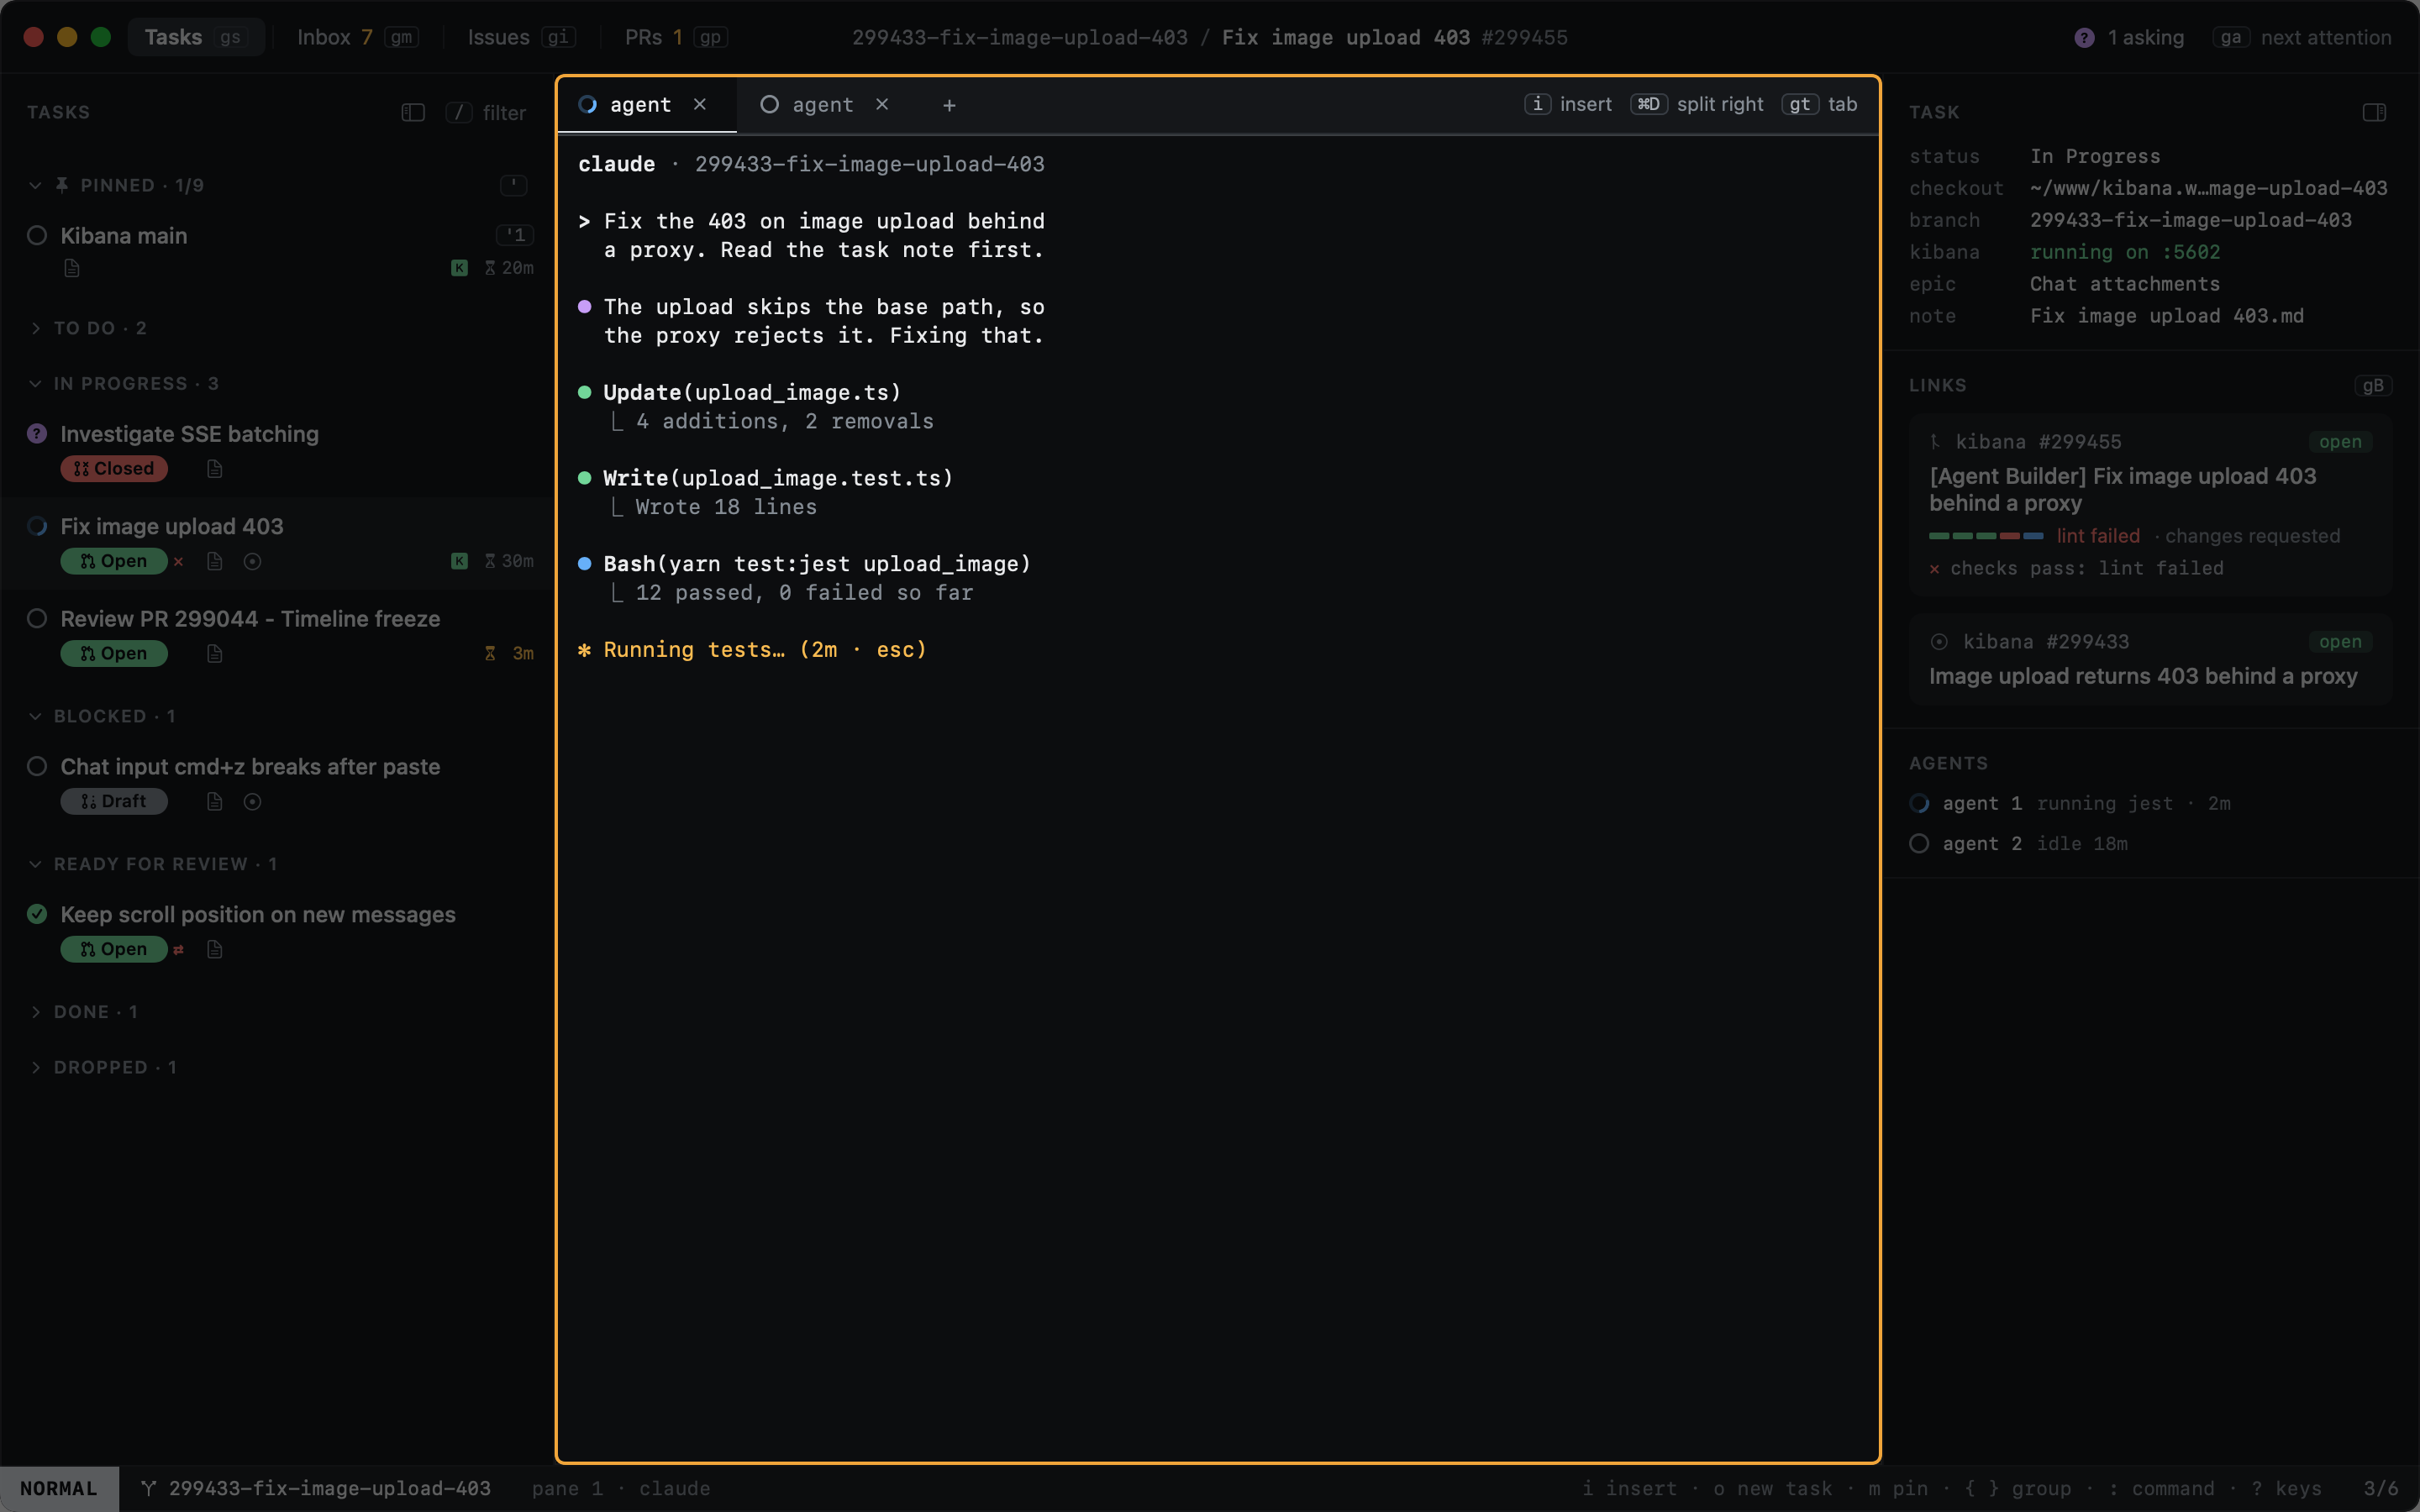 Tasks gs
Inbox 7 gm
Issues gi
PRs 1 gp
299433-fix-image-upload-403 / Fix image upload 403 #299455
? 1 asking
ga next attention
TASKS
/ filter
PINNED · 1/9 '
Kibana main '1
K 20m
TO DO · 2
IN PROGRESS · 3
? Investigate SSE batching
Closed
Fix image upload 403
Open × K 30m
Review PR 299044 - Timeline freeze
Open 3m
BLOCKED · 1
Chat input cmd+z breaks after paste
Draft
READY FOR REVIEW · 1
Keep scroll position on new messages
Open
DONE · 1
DROPPED · 1
agent ×
agent ×
+
i insert ⌘D split right gt tab
claude · 299433-fix-image-upload-403
> Fix the 403 on image upload behind
a proxy. Read the task note first.
The upload skips the base path, so
the proxy rejects it. Fixing that.
Update(upload_image.ts)
⎿ 4 additions, 2 removals
Write(upload_image.test.ts)
⎿ Wrote 18 lines
Bash(yarn test:jest upload_image)
⎿ 12 passed, 0 failed so far
✻ Running tests… (2m · esc)
TASK
status In Progress
checkout ~/www/kibana.w…mage-upload-403
branch 299433-fix-image-upload-403
kibana running on :5602
epic Chat attachments
note Fix image upload 403.md
LINKS gB
kibana #299455 open
[Agent Builder] Fix image upload 403
behind a proxy
lint failed · changes requested
× checks pass: lint failed
kibana #299433 open
Image upload returns 403 behind a proxy
AGENTS
agent 1 running jest · 2m
agent 2 idle 18m
NORMAL 299433-fix-image-upload-403 pane 1 · claude
i insert · o new task · m pin · { } group · : command · ? keys 3/6